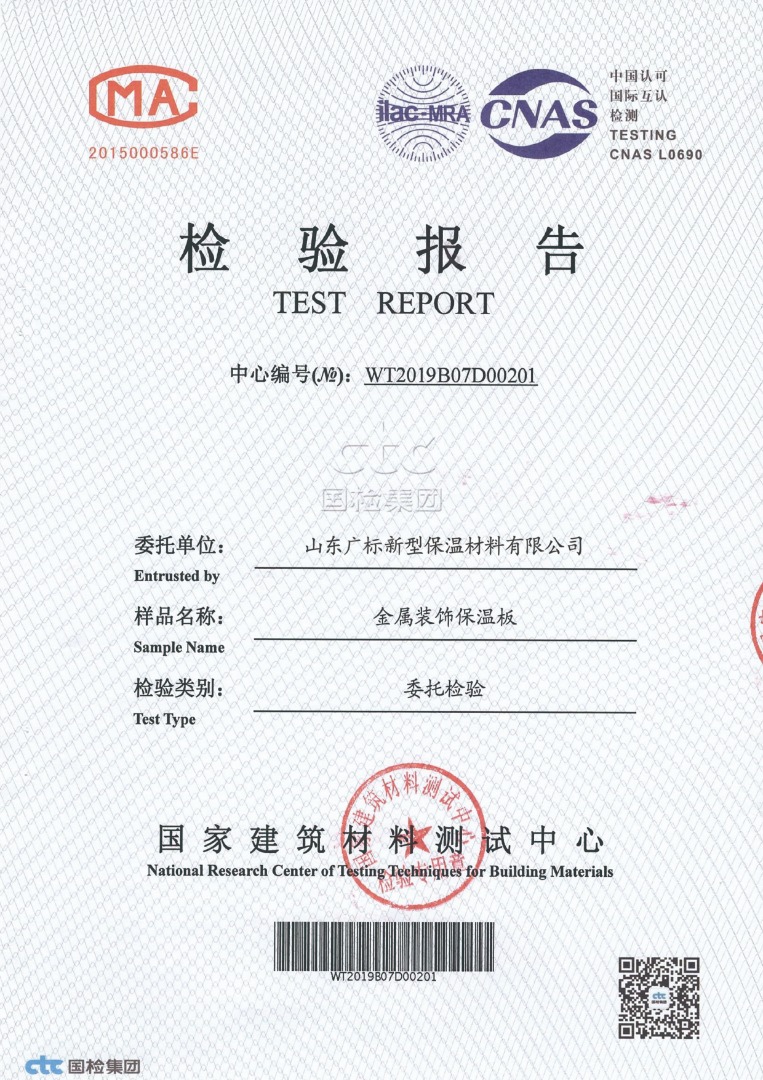 MA
2015000586E
ilac-MRA
CNAS
中国认可
国际互认
检测
TESTING
CNAS L0690
检验报告
TEST REPORT
中心编号(№): WT2019B07D00201
ctc
国检集团
委托单位: 山东广标新型保温材料有限公司
Entrusted by
样品名称: 金属装饰保温板
Sample Name
检验类别: 委托检验
Test Type
国家建筑材料测试中心
检验专用章
国家建筑材料测试中心
National Research Center of Testing Techniques for Building Materials
WT2019B07D00201
ctc
国检集团
ctc 国检集团